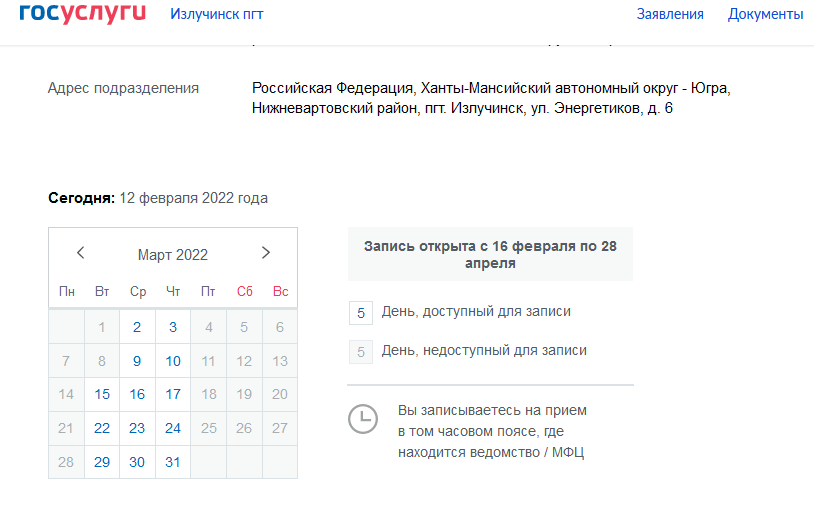 госуслуги Излучинск пгт Заявления Документы
Адрес подразделения Российская Федерация, Ханты-Мансийский автономный округ - Югра,
Нижневартовский район, пгт. Излучинск, ул. Энергетиков, д. 6
Сегодня: 12 февраля 2022 года
Март 2022
Пн Вт Ср Чт Пт Сб Вс
1 2 3 4 5 6
7 8 9 10 11 12 13
14 15 16 17 18 19 20
21 22 23 24 25 26 27
28 29 30 31
Запись открыта с 16 февраля по 28
апреля
5 День, доступный для записи
5 День, недоступный для записи
Вы записываетесь на прием
в том часовом поясе, где
находится ведомство / МФЦ